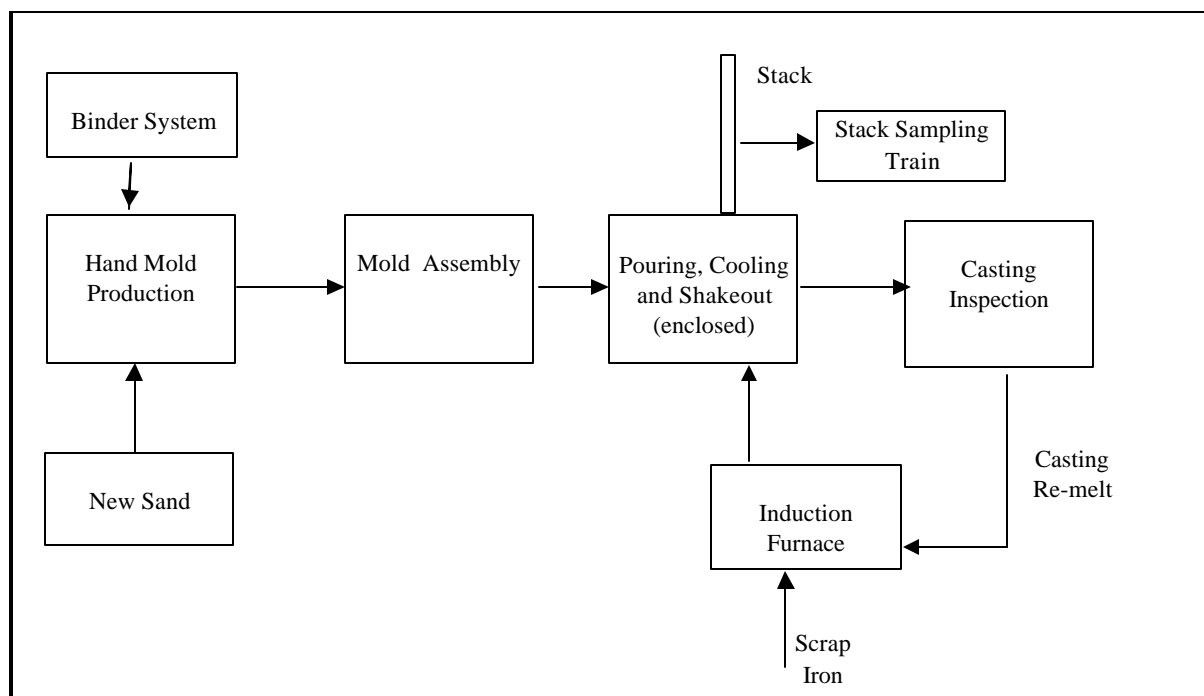 Stack
Binder System
Stack Sampling
Train
Hand Mold
Production
Mold Assembly
Pouring, Cooling
and Shakeout
(enclosed)
Casting
Inspection
New Sand
Induction
Furnace
Casting
Re-melt
Scrap
Iron